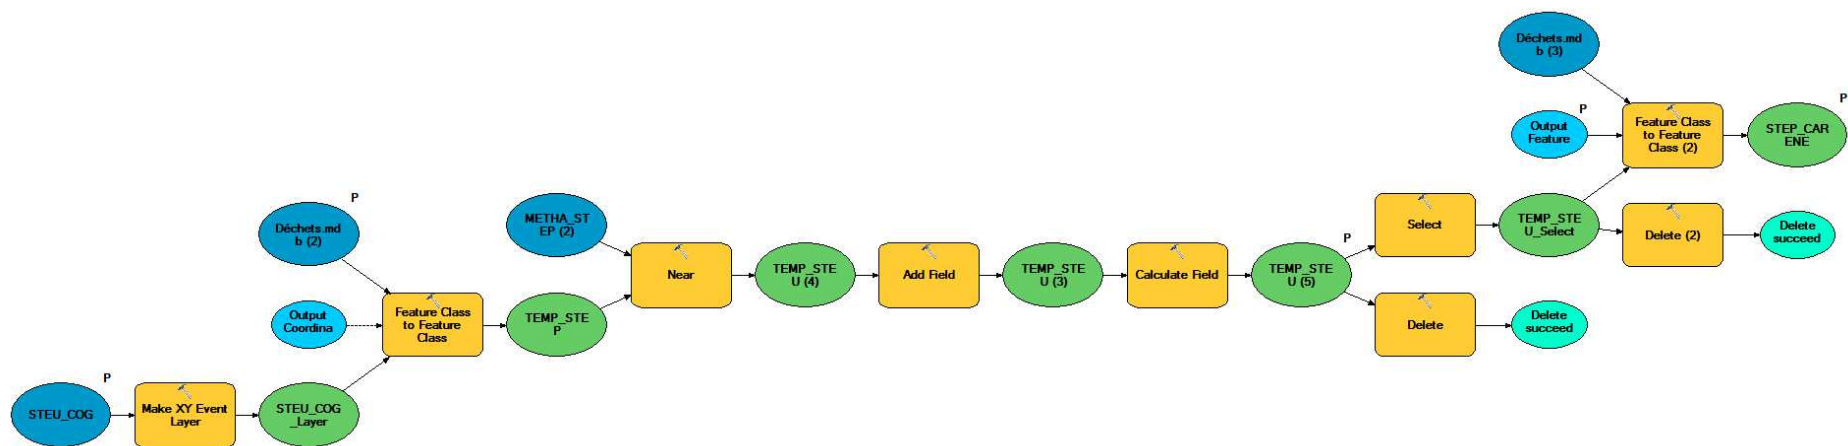 Déchets.md
b (3)
P
Output
Feature
Feature Class
to Feature
Class (2)
P
STEP_CAR
ENE
P
Déchets.md
b (2)
METHA_ST
EP (2)
Select
TEMP_STE
U_Select
Delete (2)
Delete
succeed
P
Near
TEMP_STE
U (4)
Add Field
TEMP_STE
U (3)
Calculate Field
TEMP_STE
U (5)
Output
Coordina
Feature Class
to Feature
Class
TEMP_STE
P
Delete
Delete
succeed
P
STEU_COG
Make XY Event
Layer
STEU_COG
_Layer